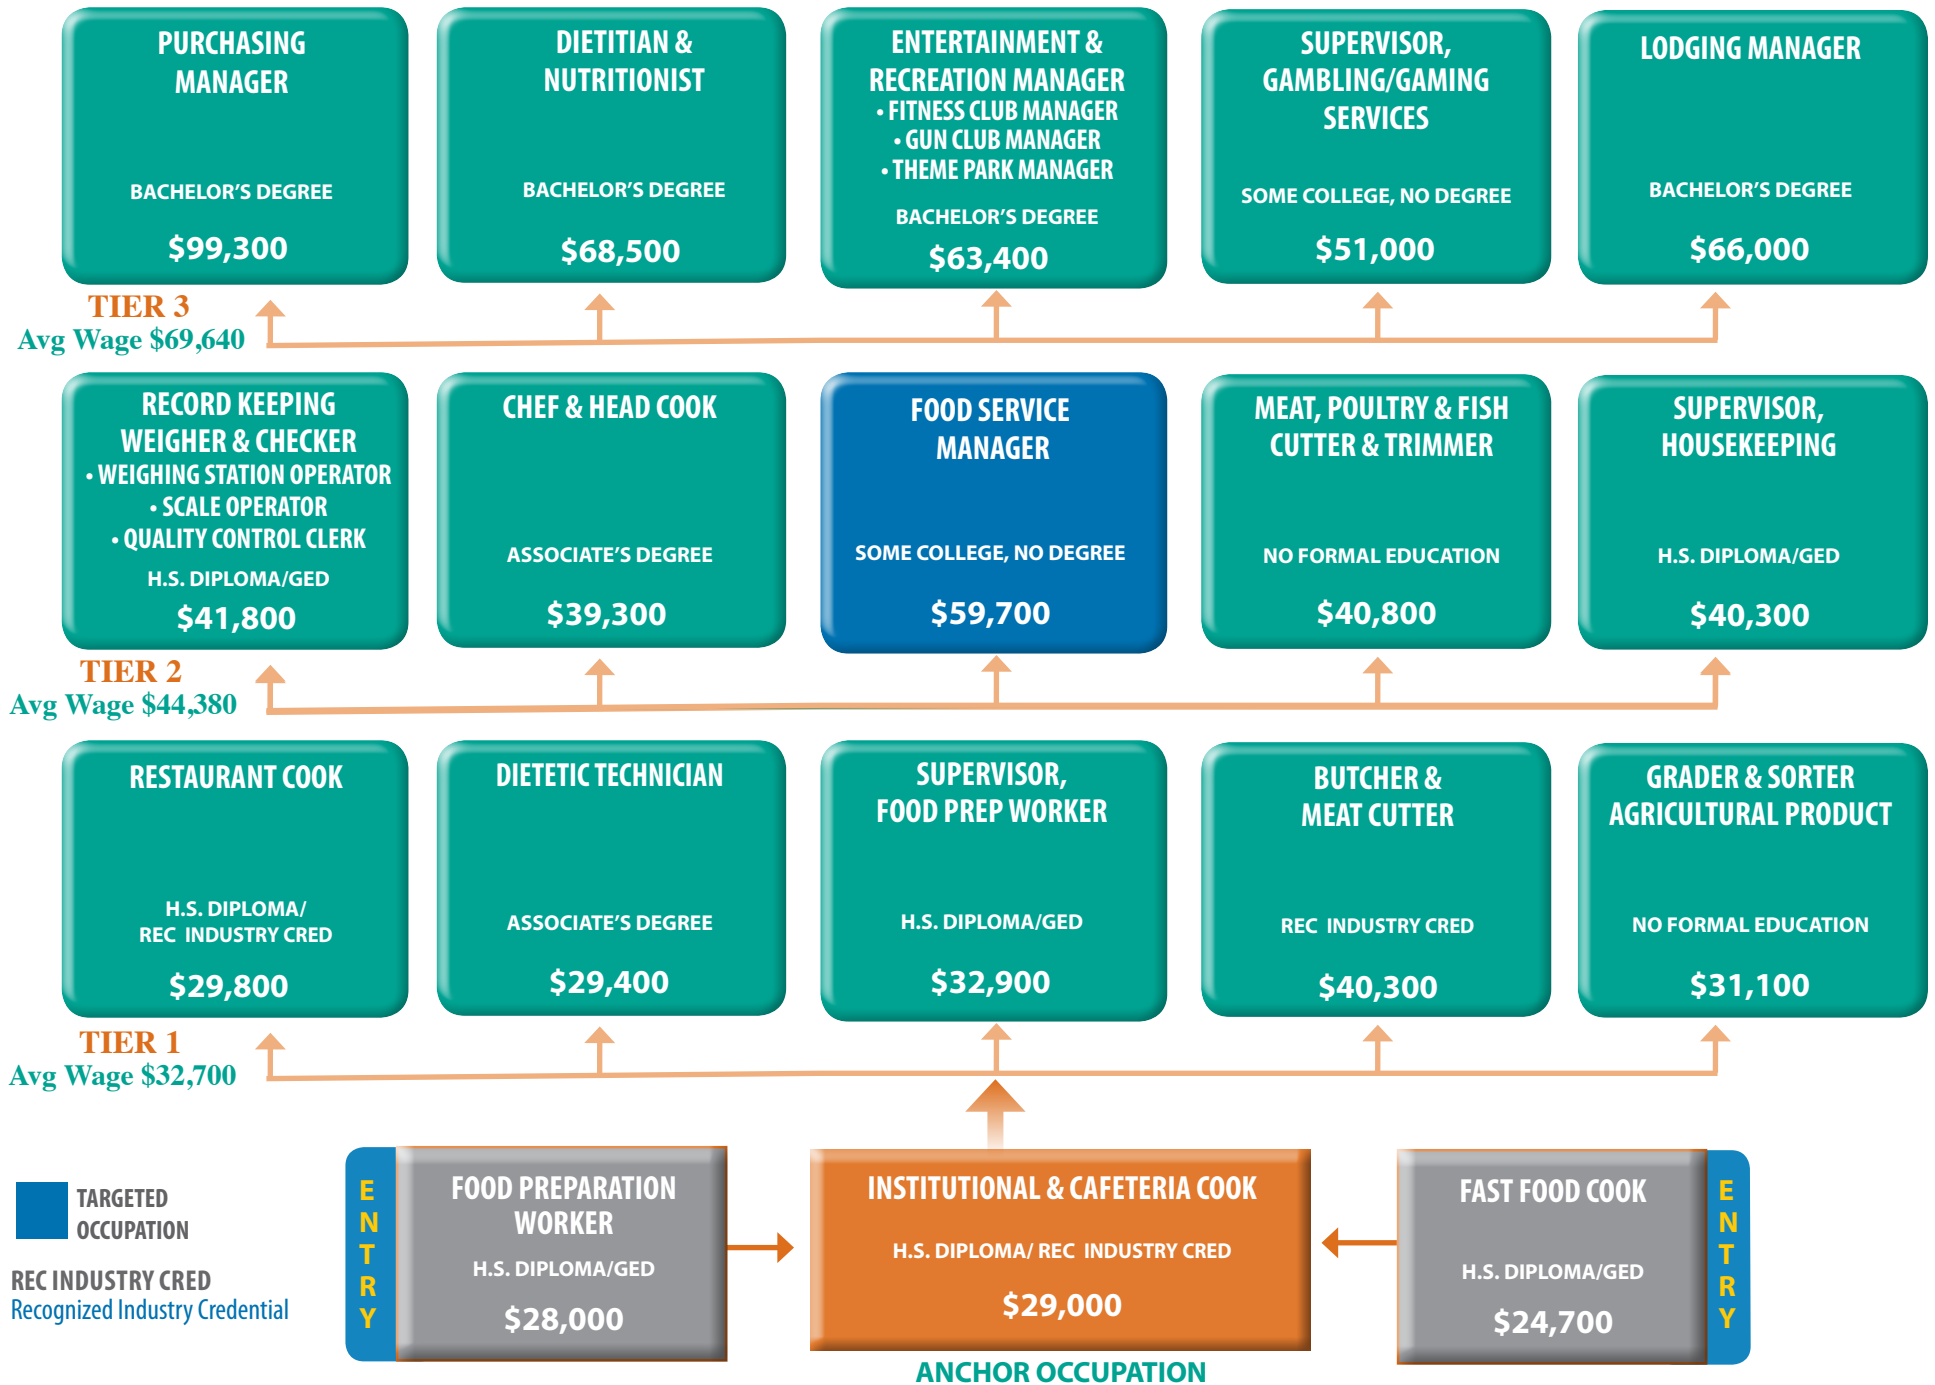 PURCHASING
MANAGER
BACHELOR'S DEGREE
$99,300
DIETITIAN &
NUTRITIONIST
BACHELOR'S DEGREE
$68,500
ENTERTAINMENT &
RECREATION MANAGER
• FITNESS CLUB MANAGER
• GUN CLUB MANAGER
• THEME PARK MANAGER
BACHELOR'S DEGREE
$63,400
SUPERVISOR,
GAMBLING/GAMING
SERVICES
SOME COLLEGE, NO DEGREE
$51,000
LODGING MANAGER
BACHELOR'S DEGREE
$66,000
TIER 3
Avg Wage $69,640
RECORD KEEPING
WEIGHER & CHECKER
• WEIGHING STATION OPERATOR
• SCALE OPERATOR
• QUALITY CONTROL CLERK
H.S. DIPLOMA/GED
$41,800
CHEF & HEAD COOK
ASSOCIATE'S DEGREE
$39,300
FOOD SERVICE
MANAGER
SOME COLLEGE, NO DEGREE
$59,700
MEAT, POULTRY & FISH
CUTTER & TRIMMER
NO FORMAL EDUCATION
$40,800
SUPERVISOR,
HOUSEKEEPING
H.S. DIPLOMA/GED
$40,300
TIER 2
Avg Wage $44,380
RESTAURANT COOK
H.S. DIPLOMA/
REC INDUSTRY CRED
$29,800
DIETETIC TECHNICIAN
ASSOCIATE'S DEGREE
$29,400
SUPERVISOR,
FOOD PREP WORKER
H.S. DIPLOMA/GED
$32,900
BUTCHER &
MEAT CUTTER
REC INDUSTRY CRED
$40,300
GRADER & SORTER
AGRICULTURAL PRODUCT
NO FORMAL EDUCATION
$31,100
TIER 1
Avg Wage $32,700
TARGETED
OCCUPATION
REC INDUSTRY CRED
Recognized Industry Credential
ENTRY
FOOD PREPARATION
WORKER
H.S. DIPLOMA/GED
$28,000
INSTITUTIONAL & CAFETERIA COOK
H.S. DIPLOMA/ REC INDUSTRY CRED
$29,000
ANCHOR OCCUPATION
FAST FOOD COOK
H.S. DIPLOMA/GED
$24,700
ENTRY